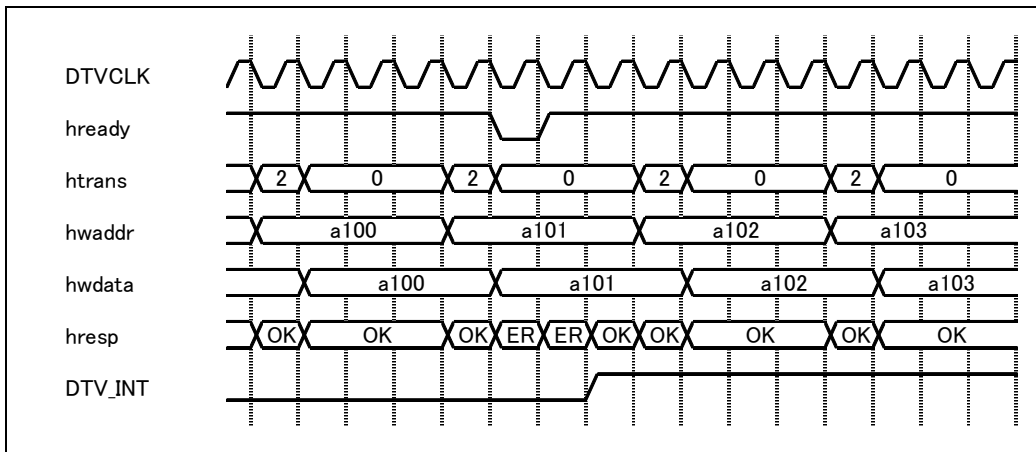 DTVCLK
hready
htrans 2 0 2 0 2 0 2 0
hwaddr a100 a101 a102 a103
hwdata a100 a101 a102 a103
hresp OK OK OK ER ER OK OK OK OK OK
DTV_INT